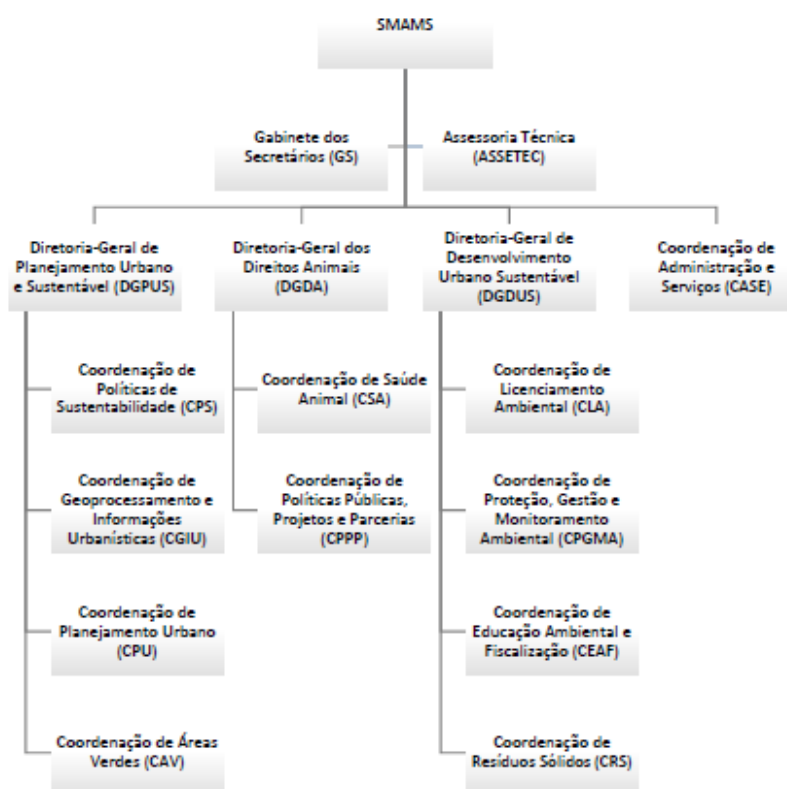 SMAMS
Gabinete dos
Secretários (GS)
Assessoria Técnica
(ASSETEC)
Diretoria-Geral de
Planejamento Urbano
e Sustentável (DGPUS)
Diretoria-Geral dos
Direitos Animais
(DGDA)
Diretoria-Geral de
Desenvolvimento
Urbano Sustentável
(DGDUS)
Coordenação de
Administração e
Serviços (CASE)
Coordenação de
Políticas de
Sustentabilidade (CPS)
Coordenação de Saúde
Animal (CSA)
Coordenação de
Licenciamento
Ambiental (CLA)
Coordenação de
Geoprocessamento e
Informações
Urbanísticas (CGIU)
Coordenação de
Políticas Públicas,
Projetos e Parcerias
(CPPP)
Coordenação de
Proteção, Gestão e
Monitoramento
Ambiental (CPGMA)
Coordenação de
Planejamento Urbano
(CPU)
Coordenação de
Educação Ambiental e
Fiscalização (CEAF)
Coordenação de Áreas
Verdes (CAV)
Coordenação de
Resíduos Sólidos (CRS)